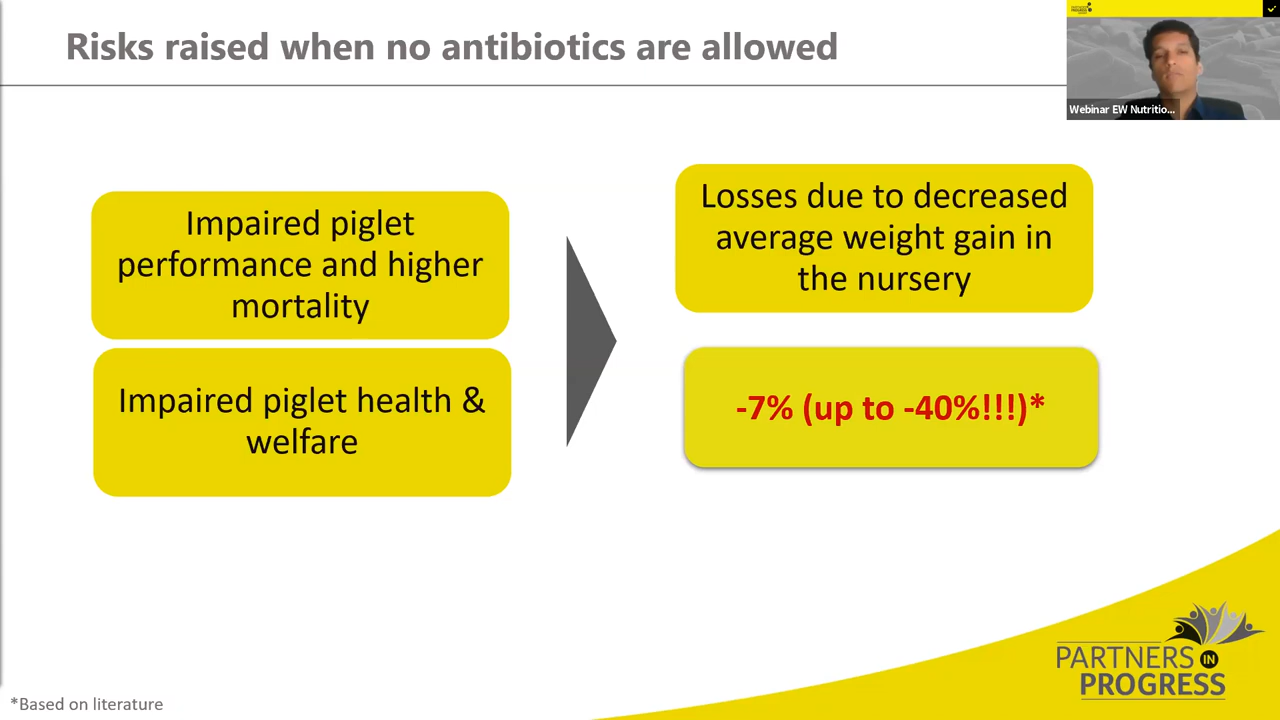 Risks raised when no antibiotics are allowed
Webinar EW Nutritio...
Impaired piglet
performance and higher
mortality
Impaired piglet health &
welfare
Losses due to decreased
average weight gain in
the nursery
-7% (up to -40%!!!)*
PARTNERS IN
PROGRESS
*Based on literature